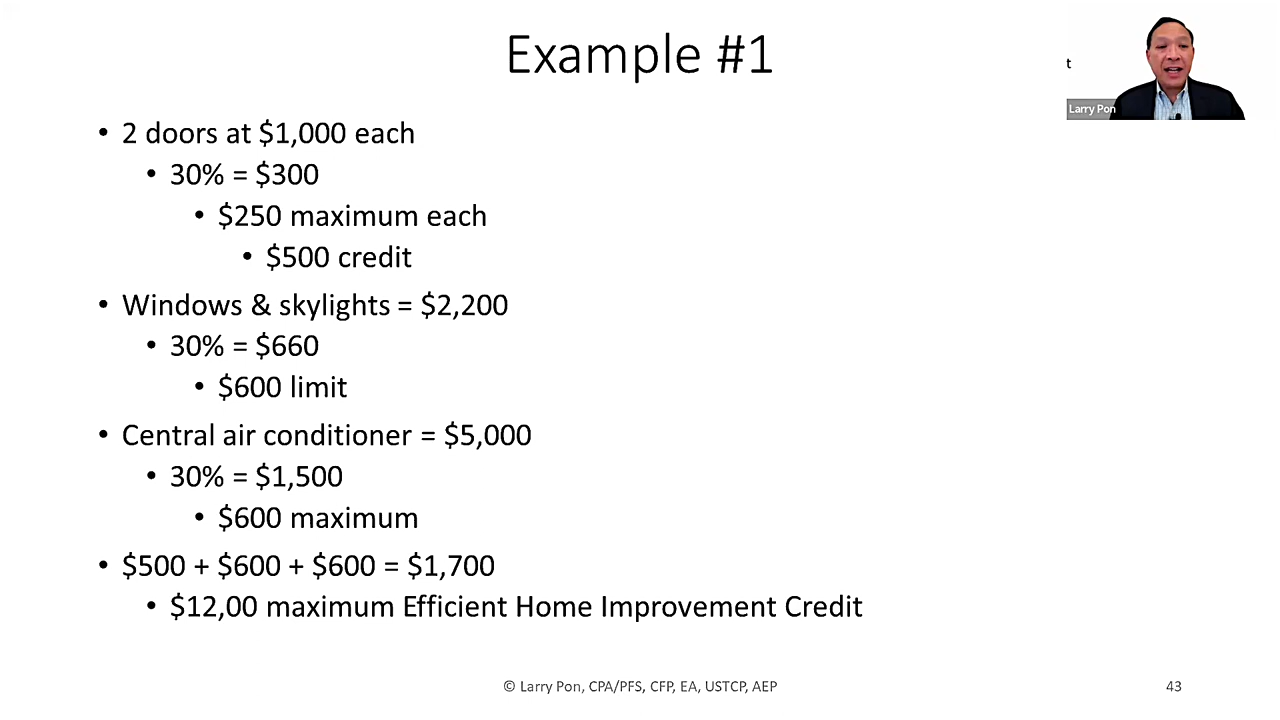 Example #1
t
Larry Pon
• 2 doors at $1,000 each
• 30% = $300
• $250 maximum each
• $500 credit
• Windows & skylights = $2,200
• 30% = $660
• $600 limit
• Central air conditioner = $5,000
• 30% = $1,500
• $600 maximum
• $500 + $600 + $600 = $1,700
• $12,00 maximum Efficient Home Improvement Credit
© Larry Pon, CPA/PFS, CFP, EA, USTCP, AEP
43